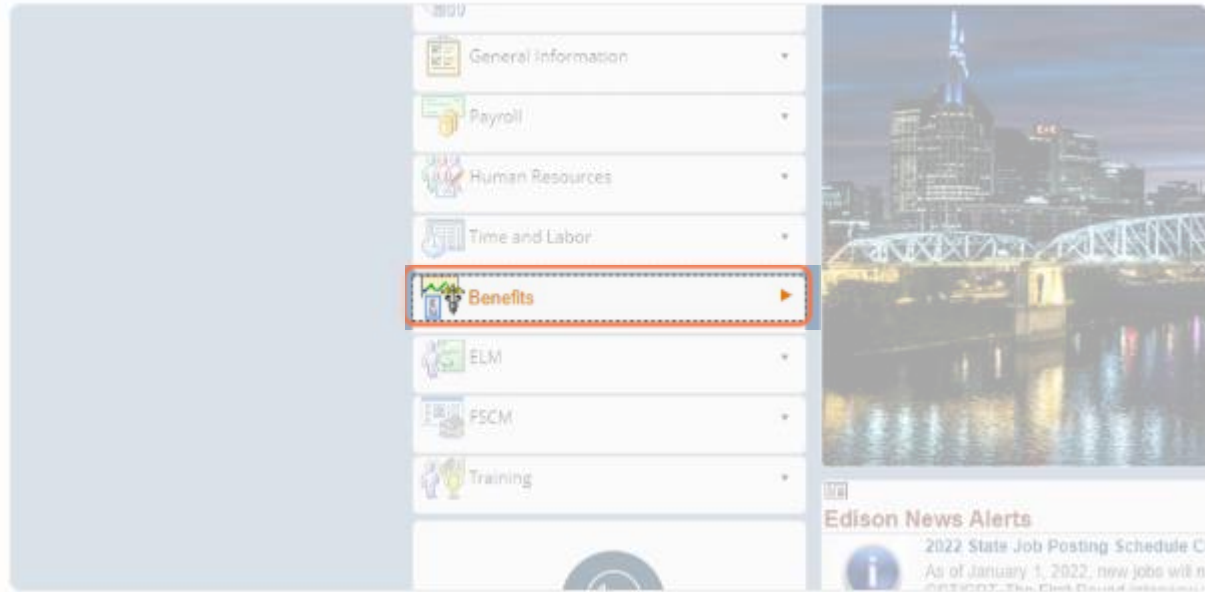 General Information
Payroll
Human Resources
Time and Labor
Benefits
ELM
FSCM
Training
Edison News Alerts
2022 State Job Posting Schedule C
As of January 1, 2022, new jobs will n